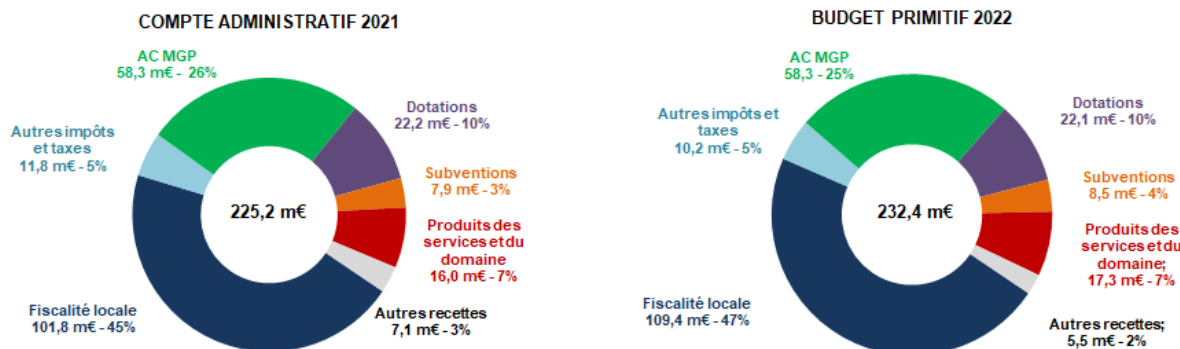 COMPTE ADMINISTRATIF 2021
AC MGP
58,3 m€ - 26%
Dotations
22,2 m€ - 10%
Autres impôts
et taxes
11,8 m€ - 5%
Subventions
7,9 m€ - 3%
225,2 m€
Produits des
services et du
domaine
16,0 m€ - 7%
Fiscalité locale
101,8 m€ - 45%
Autres recettes
7,1 m€ - 3%
BUDGET PRIMITIF 2022
AC MGP
58,3 - 25%
Dotations
22,1 m€ - 10%
Autres impôts et
taxes
10,2 m€ - 5%
Subventions
8,5 m€ - 4%
232,4 m€
Produits des
services et du
domaine;
17,3 m€ - 7%
Fiscalité locale
109,4 m€ - 47%
Autres recettes;
5,5 m€ - 2%